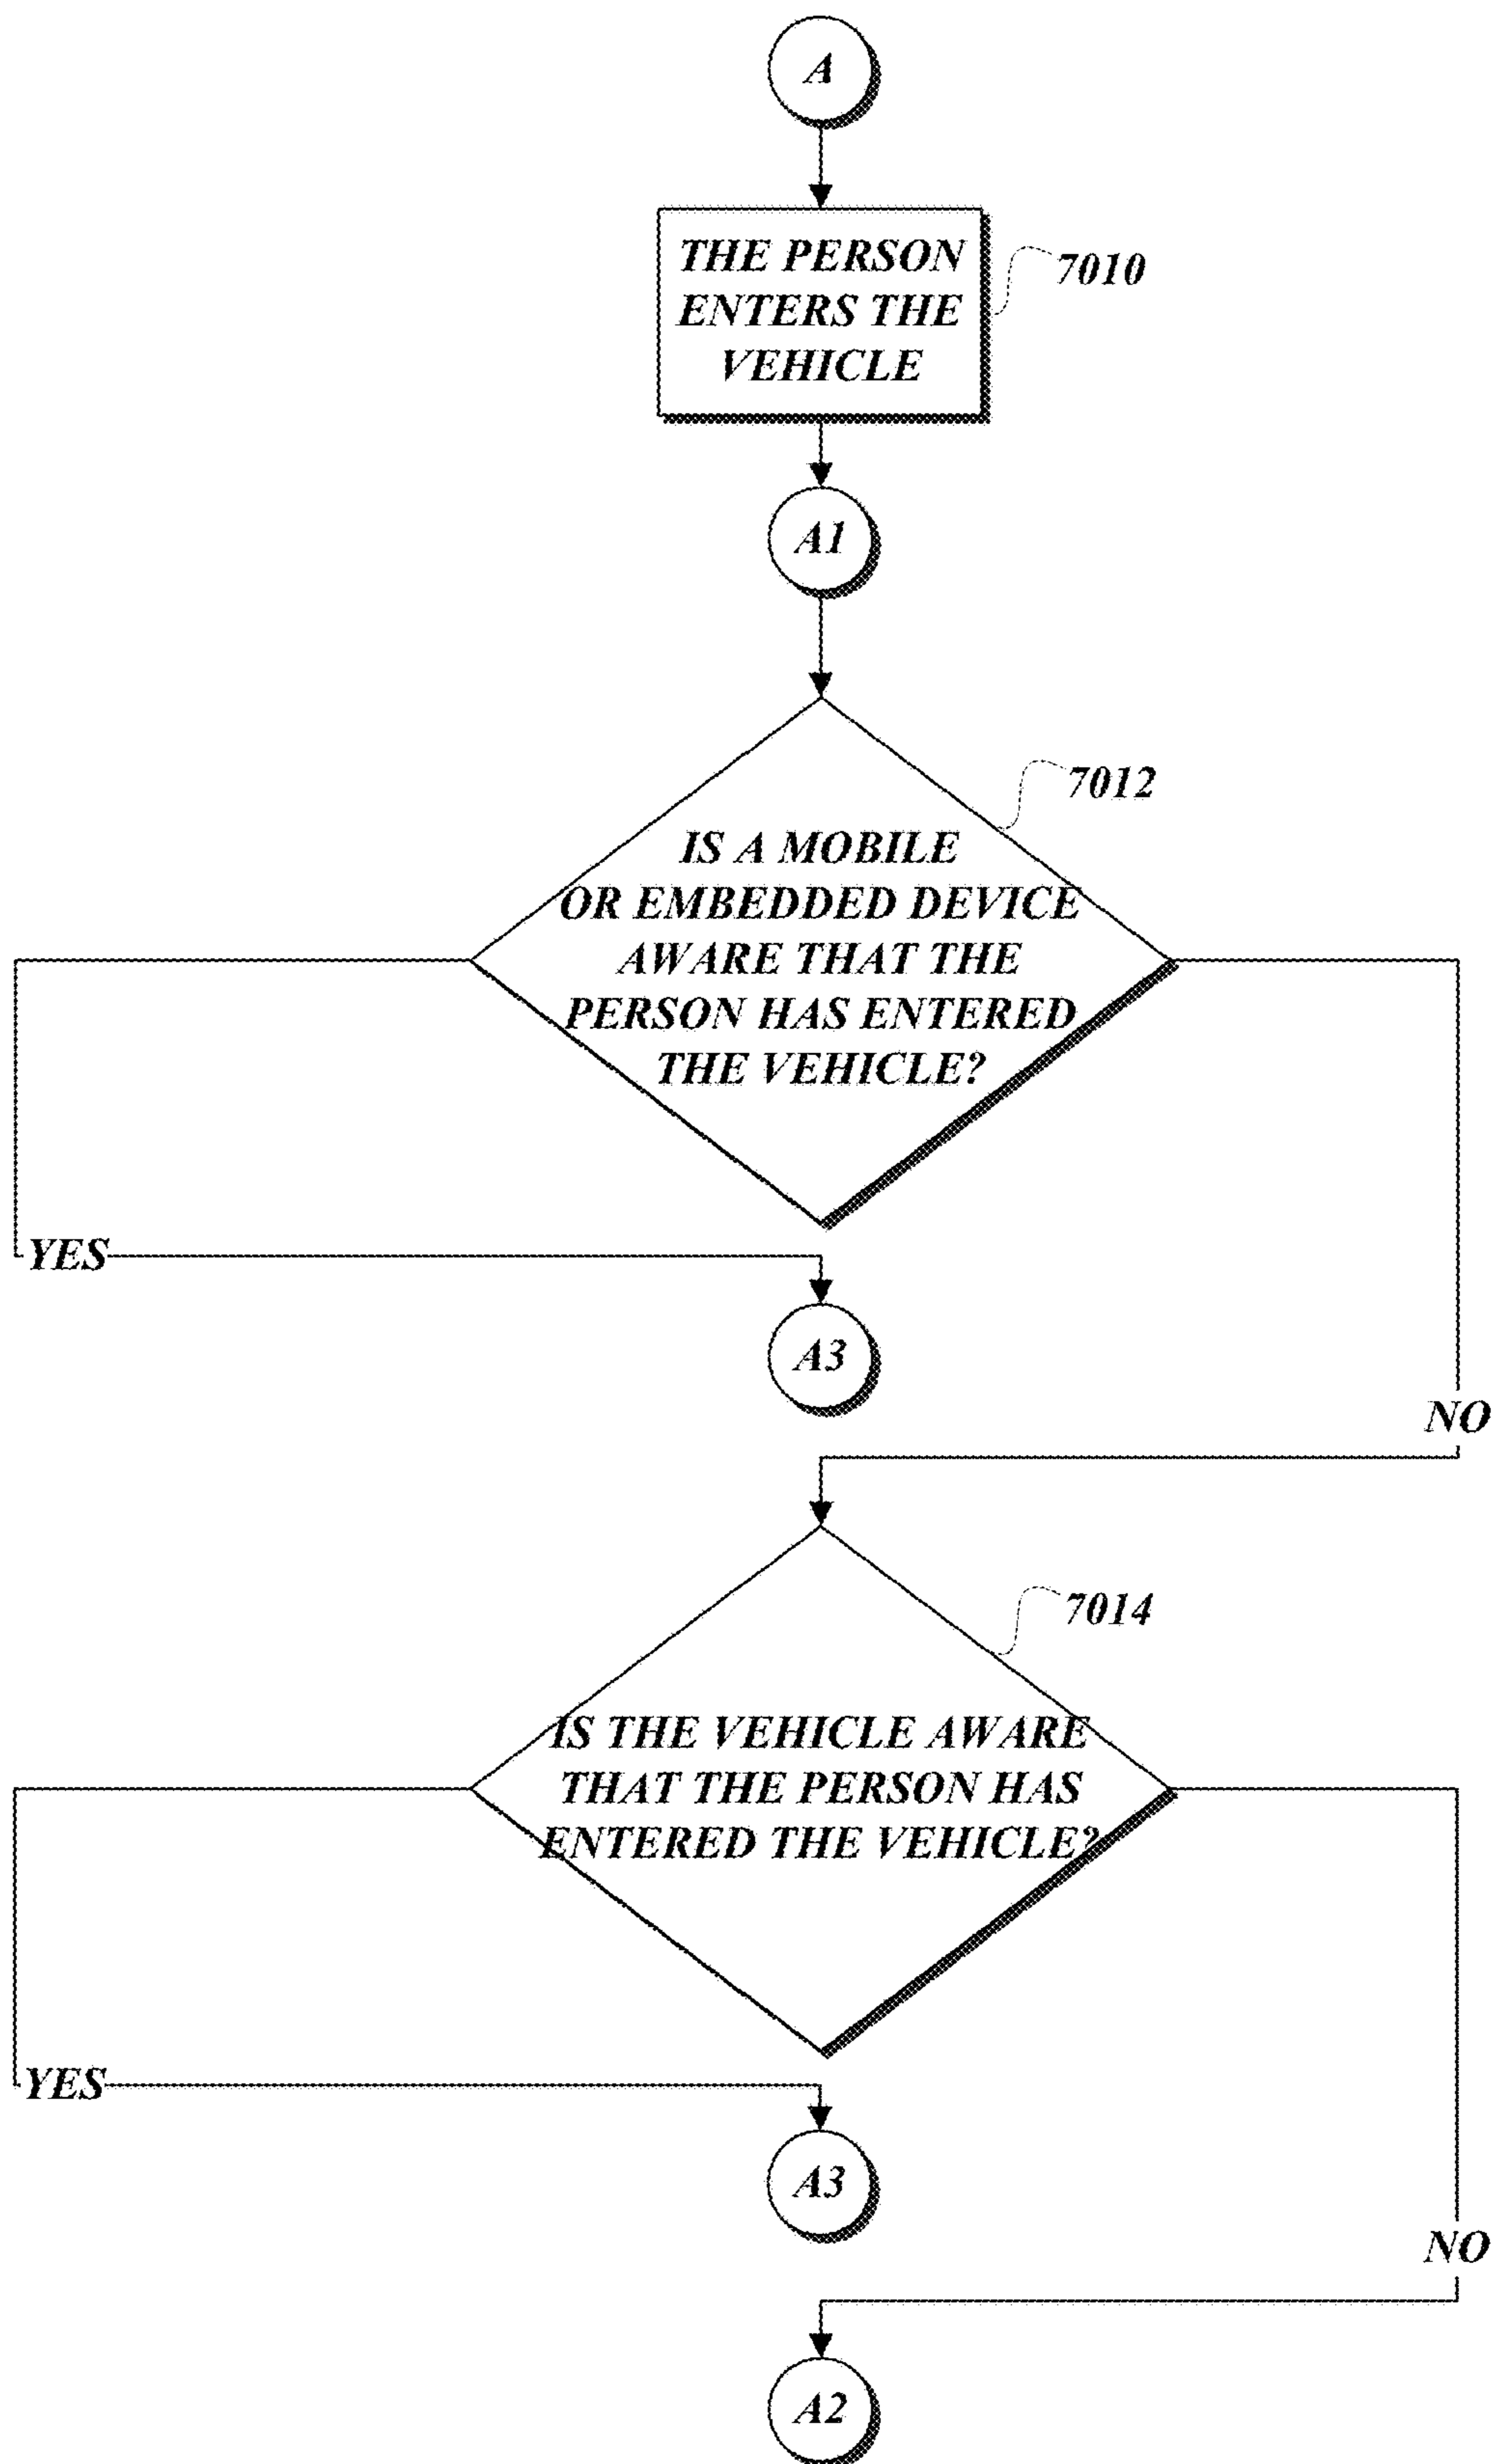 A
THE PERSON
ENTERS THE
VEHICLE
7010
A1
7012
IS A MOBILE
OR EMBEDDED DEVICE
AWARE THAT THE
PERSON HAS ENTERED
THE VEHICLE?
YES
A3
NO
7014
IS THE VEHICLE AWARE
THAT THE PERSON HAS
ENTERED THE VEHICLE?
YES
A3
NO
A2